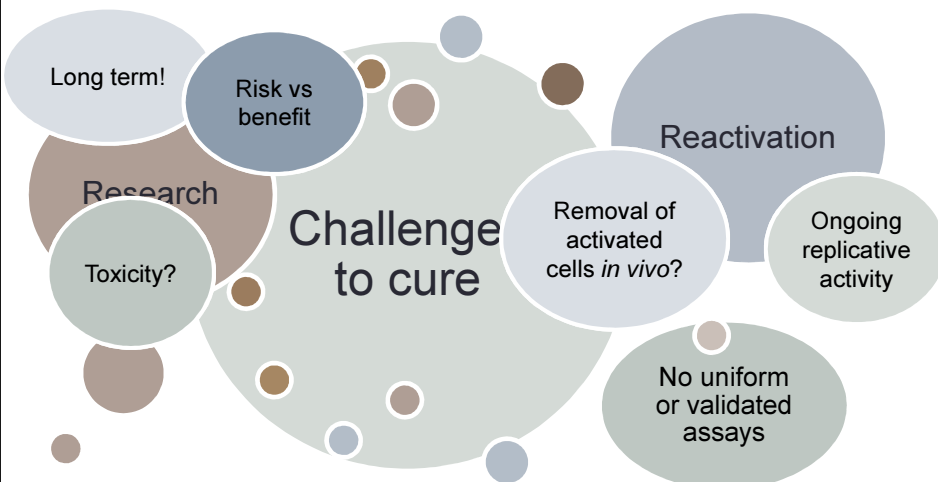 Long term!
Risk vs
benefit
Research
Toxicity?
Challenge
to cure
Reactivation
Removal of
activated
cells in vivo?
Ongoing
replicative
activity
No uniform
or validated
assays